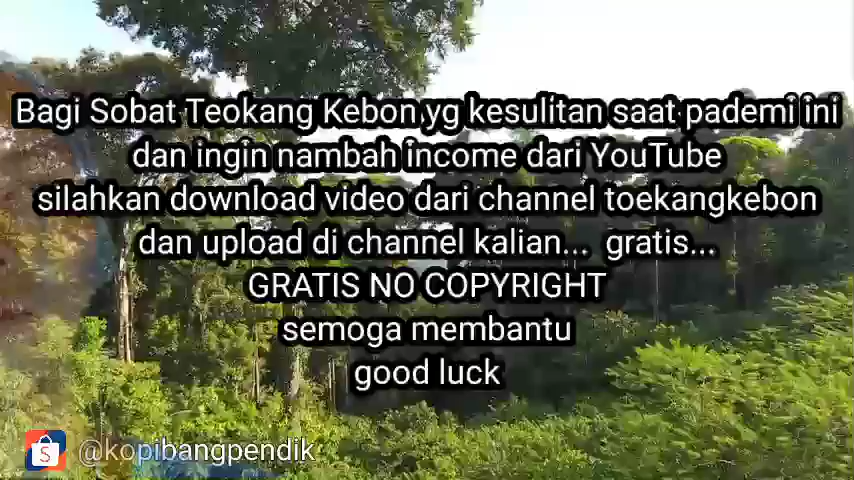 Bagi Sobat Teokang Kebon yg kesulitan saat pademi ini
dan ingin nambah income dari YouTube
silahkan download video dari channel toekangkebon
dan upload di channel kalian... gratis...
GRATIS NO COPYRIGHT
semoga membantu
good luck
S @kopibangpendik